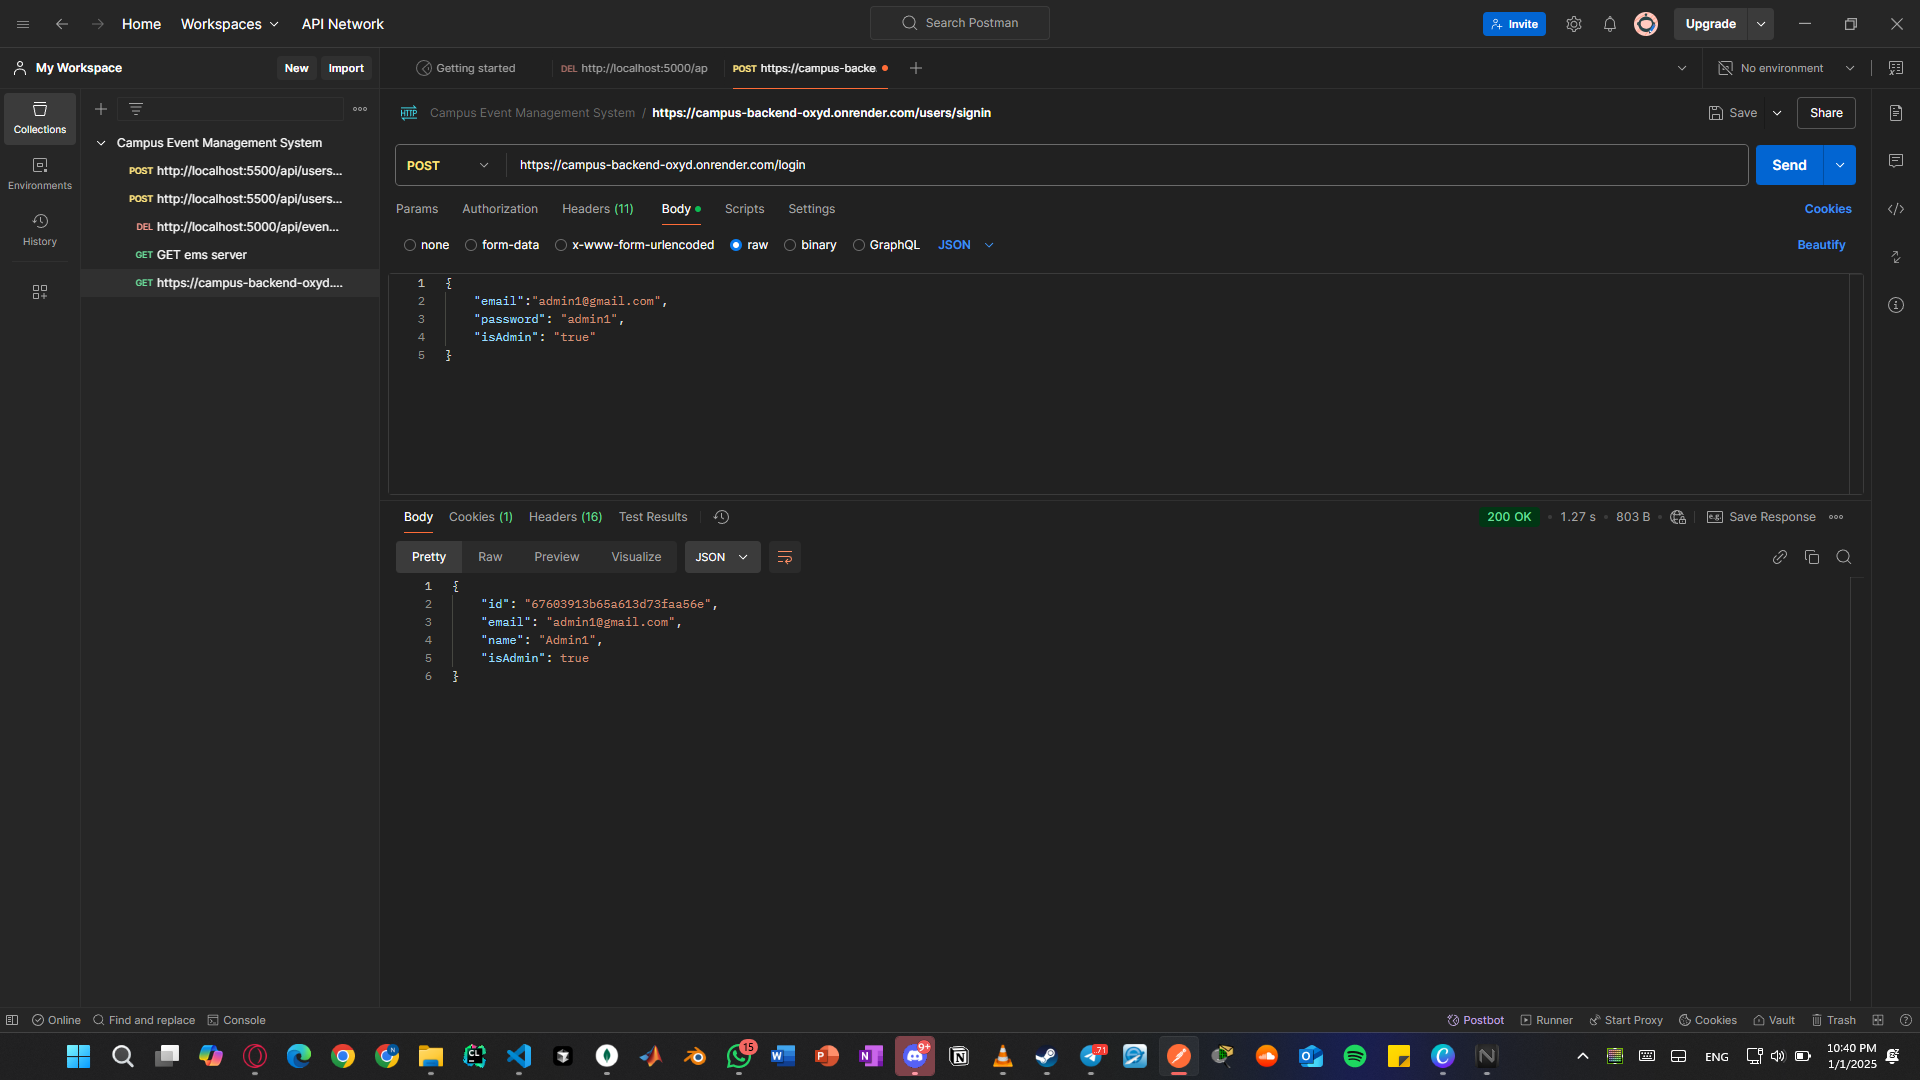 Home Workspaces API Network
Search Postman
Invite
Upgrade
My Workspace
New Import
Getting started
DEL http://localhost:5000/ap
POST https://campus-backe
No environment
Collections
Environments
History
Campus Event Management System
POST http://localhost:5500/api/users...
POST http://localhost:5500/api/users...
DEL http://localhost:5000/api/even...
GET GET ems server
GET https://campus-backend-oxyd....
HTTP Campus Event Management System / https://campus-backend-oxyd.onrender.com/users/signin
Save
Share
POST https://campus-backend-oxyd.onrender.com/login
Send
Params Authorization Headers (11) Body Scripts Settings
Cookies
none form-data x-www-form-urlencoded raw binary GraphQL JSON
Beautify
1 {
2 "email":"admin1@gmail.com",
3 "password": "admin1",
4 "isAdmin": "true"
5 }
Body Cookies (1) Headers (16) Test Results
200 OK • 1.27 s • 803 B
e.g. Save Response
Pretty Raw Preview Visualize JSON
1 {
2 "id": "67603913b65a613d73faa56e",
3 "email": "admin1@gmail.com",
4 "name": "Admin1",
5 "isAdmin": true
6 }
Online Find and replace Console
Postbot Runner Start Proxy Cookies Vault Trash
15
9+
71
ENG
10:40 PM
1/1/2025